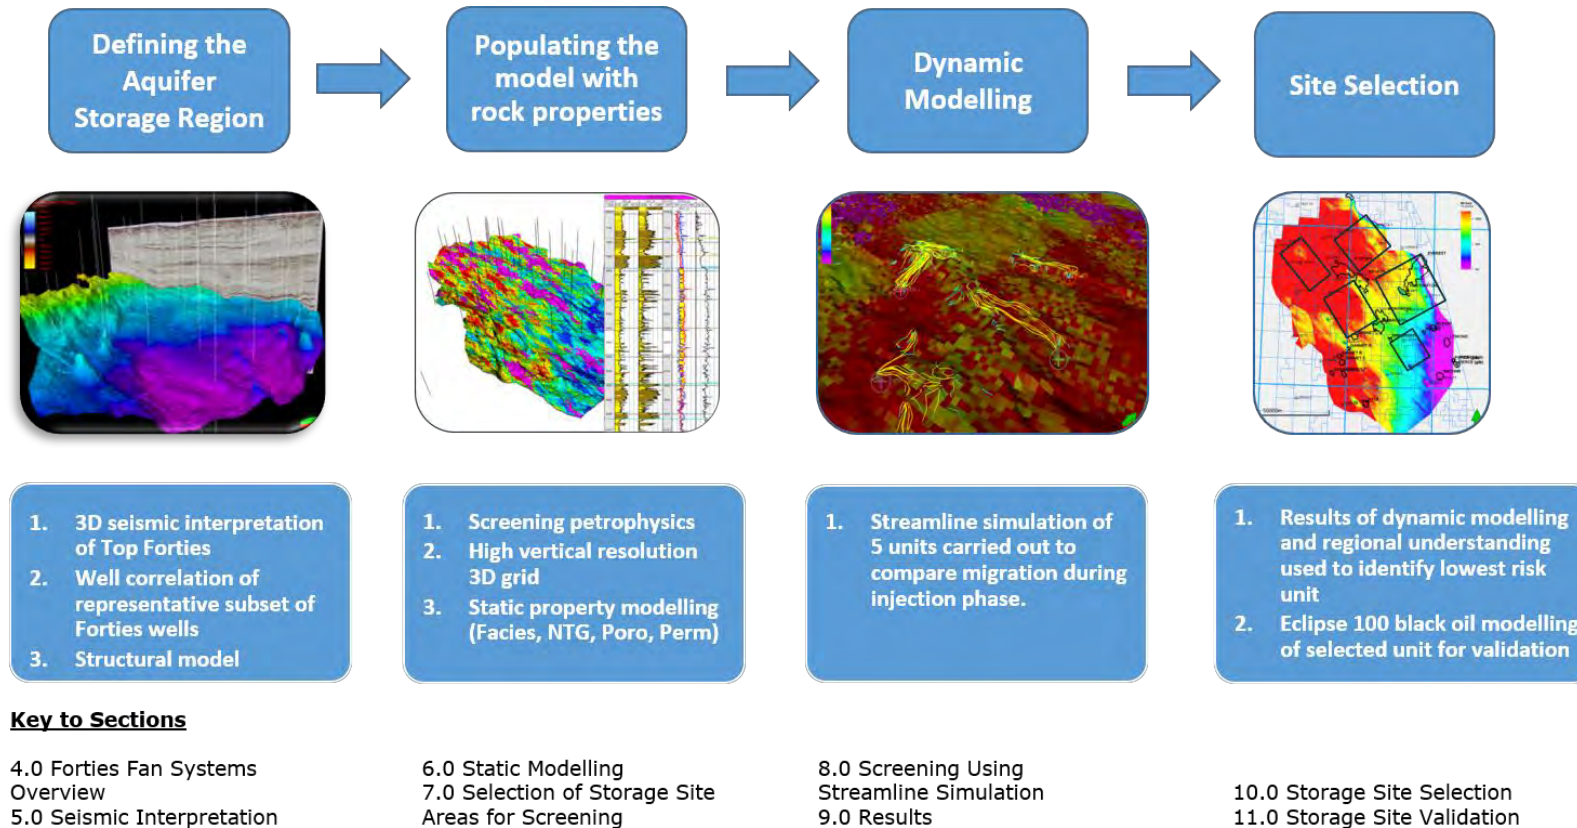 Defining the
Aquifer
Storage Region
Populating the
model with
rock properties
Dynamic
Modelling
Site Selection
1. 3D seismic interpretation
of Top Forties
2. Well correlation of
representative subset of
Forties wells
3. Structural model
1. Screening petrophysics
2. High vertical resolution
3D grid
3. Static property modelling
(Facies, NTG, Poro, Perm)
1. Streamline simulation of
5 units carried out to
compare migration during
injection phase.
1. Results of dynamic modelling
and regional understanding
used to identify lowest risk
unit
2. Eclipse 100 black oil modelling
of selected unit for validation
Key to Sections
4.0 Forties Fan Systems
Overview
5.0 Seismic Interpretation
6.0 Static Modelling
7.0 Selection of Storage Site
Areas for Screening
8.0 Screening Using
Streamline Simulation
9.0 Results
10.0 Storage Site Selection
11.0 Storage Site Validation